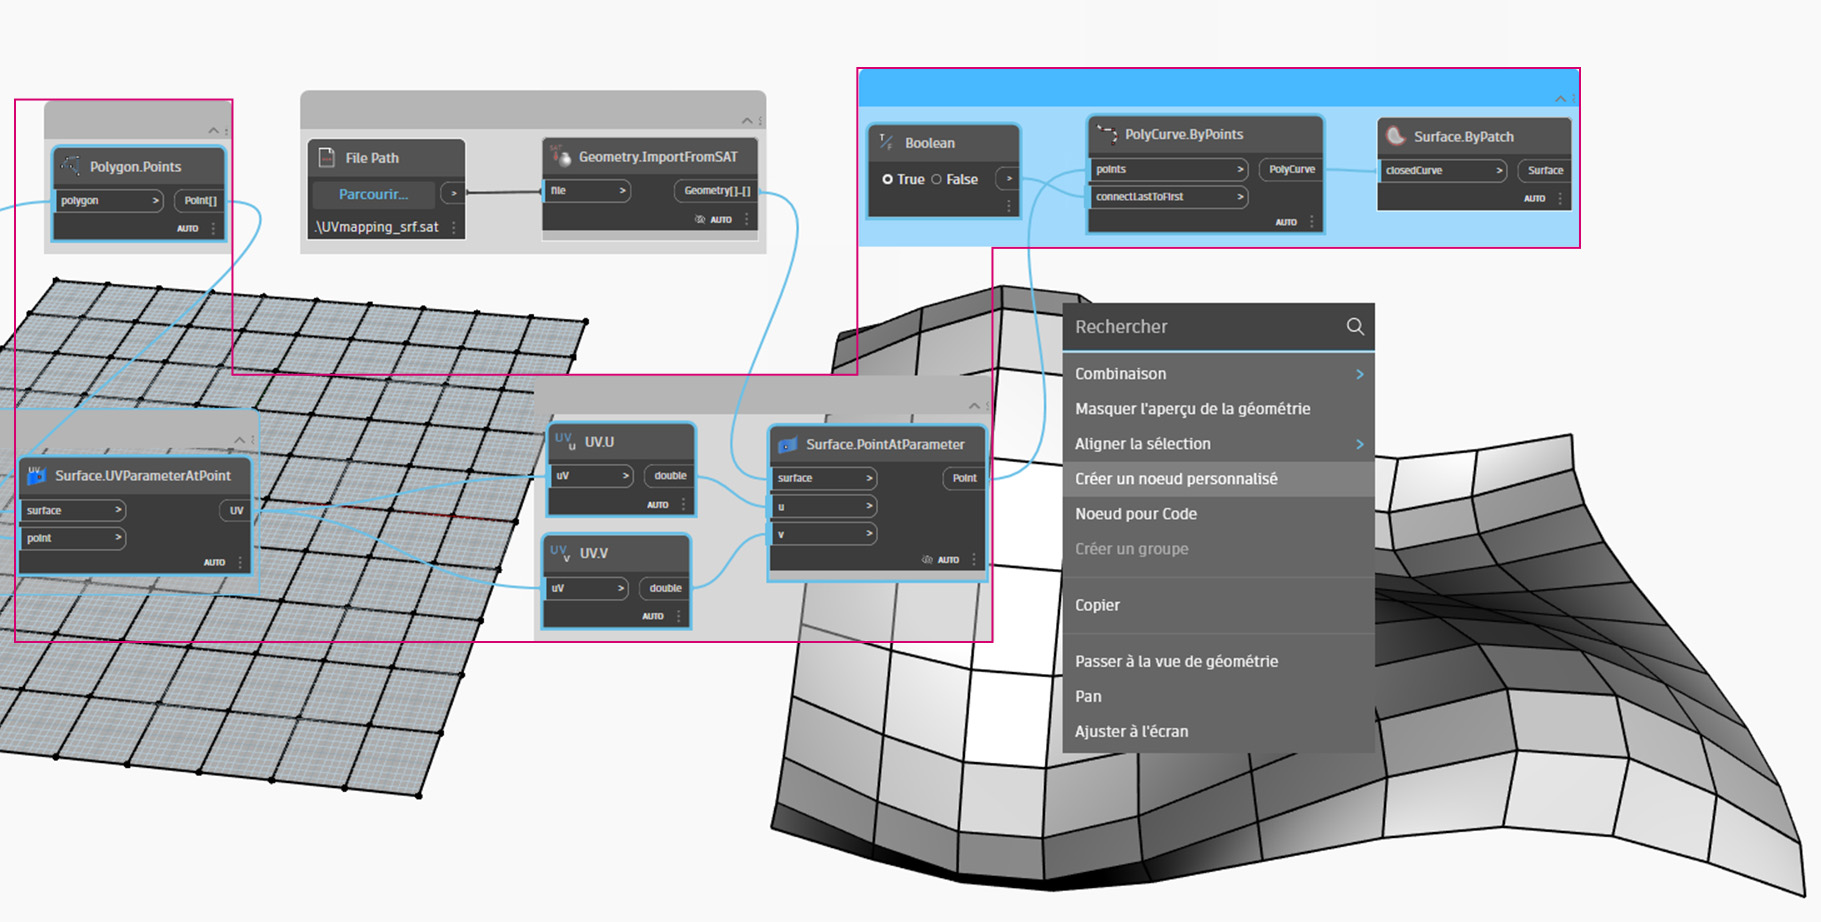 Polygon.Points
polygon >
Point[]
AUTO
File Path
Parcourir...
>
.\UVmapping_srf.sat
SAT
Geometry.ImportFromSAT
file >
Geometry[]..[]
AUTO
T/F
Boolean
True False
>
PolyCurve.ByPoints
points >
PolyCurve
connectLastToFirst >
AUTO
Surface.ByPatch
closedCurve >
Surface
AUTO
UV
Surface.UVParameterAtPoint
surface >
UV
point >
AUTO
UVu
UV.U
uV >
double
AUTO
UVv
UV.V
uV >
double
AUTO
Surface.PointAtParameter
surface >
Point
u >
v >
AUTO
Rechercher
Combinaison >
Masquer l'aperçu de la géométrie
Aligner la sélection >
Créer un noeud personnalisé
Noeud pour Code
Créer un groupe
Copier
Passer à la vue de géométrie
Pan
Ajuster à l'écran